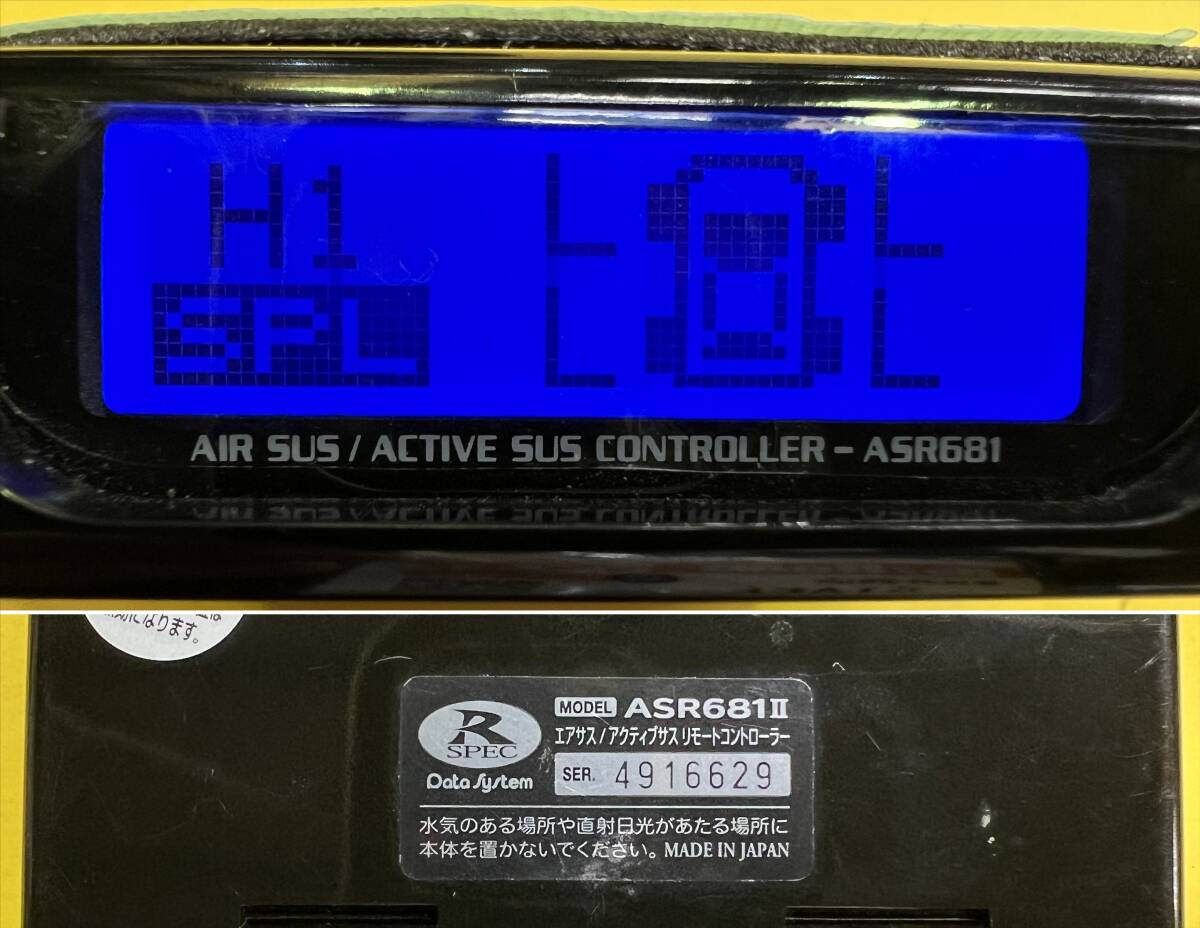 H1
SPL
L L
L L
AIR SUS / ACTIVE SUS CONTROLLER – ASR681
になります。
R
SPEC
Data System
MODEL ASR681II
エアサス/アクティブサス リモートコントローラー
SER. 4916629
水気のある場所や直射日光があたる場所に
本体を置かないでください。MADE IN JAPAN